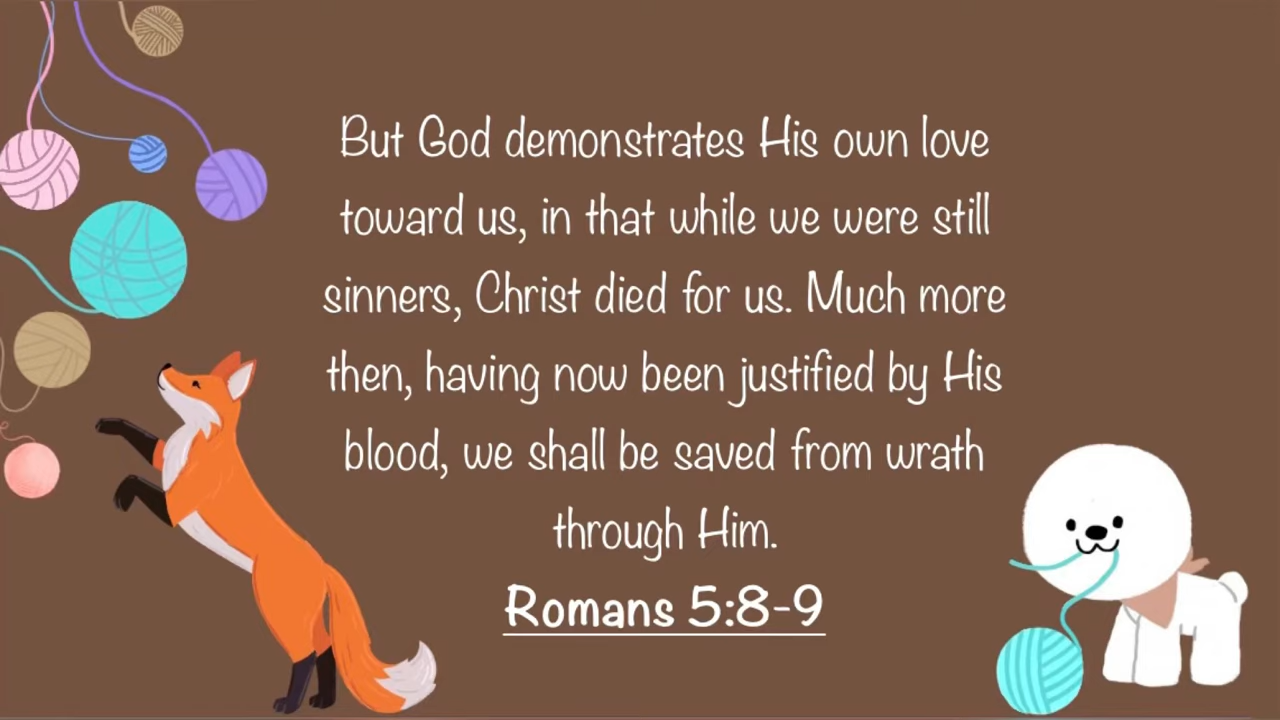 But God demonstrates His own love
toward us, in that while we were still
sinners, Christ died for us. Much more
then, having now been justified by His
blood, we shall be saved from wrath
through Him.
Romans 5:8-9